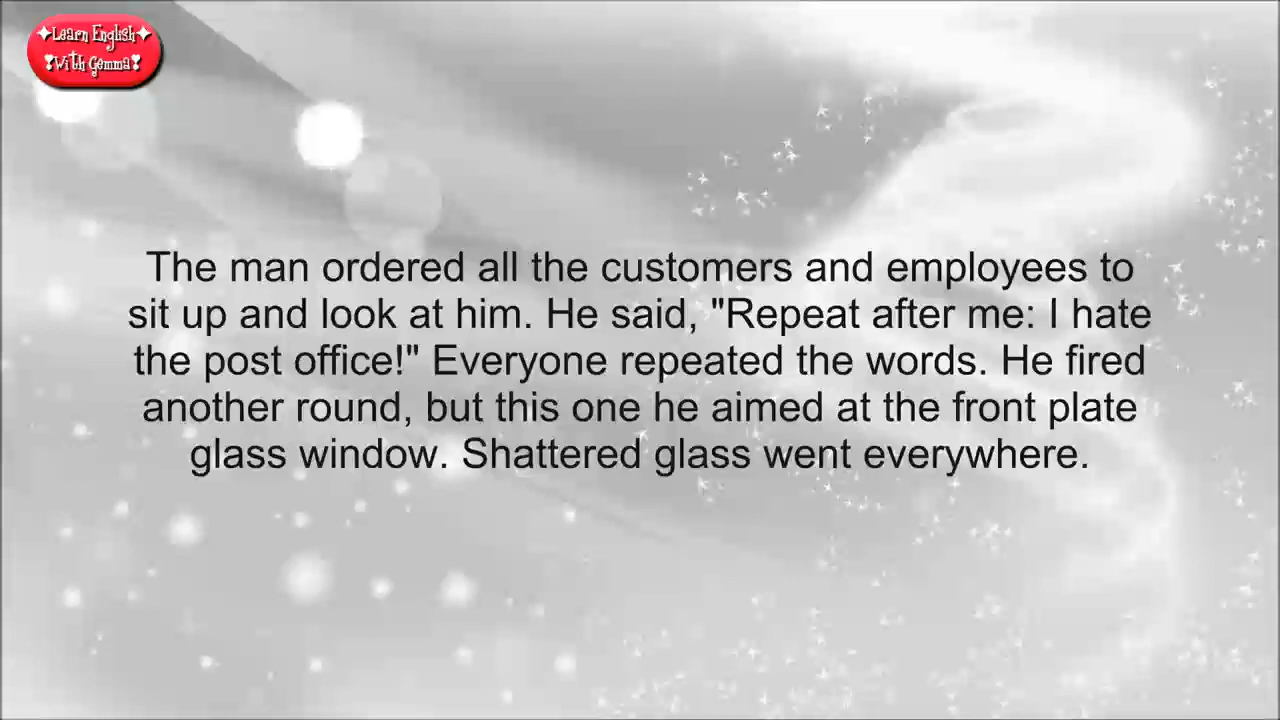 ✦Learn English✦
❣With Gemma❣
The man ordered all the customers and employees to
sit up and look at him. He said, "Repeat after me: I hate
the post office!" Everyone repeated the words. He fired
another round, but this one he aimed at the front plate
glass window. Shattered glass went everywhere.